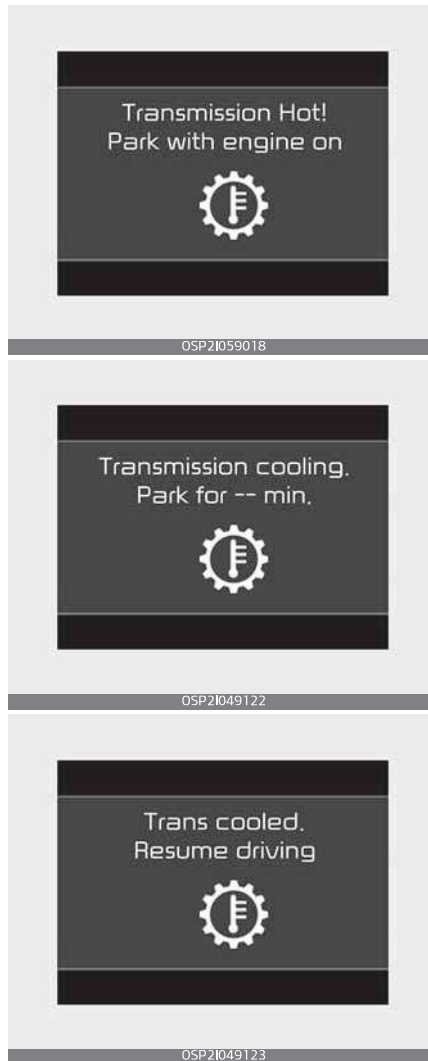 Transmission Hot!
Park with engine on
OSP2I059018
Transmission cooling.
Park for -- min.
OSP2I049122
Trans cooled.
Resume driving
OSP2I049123